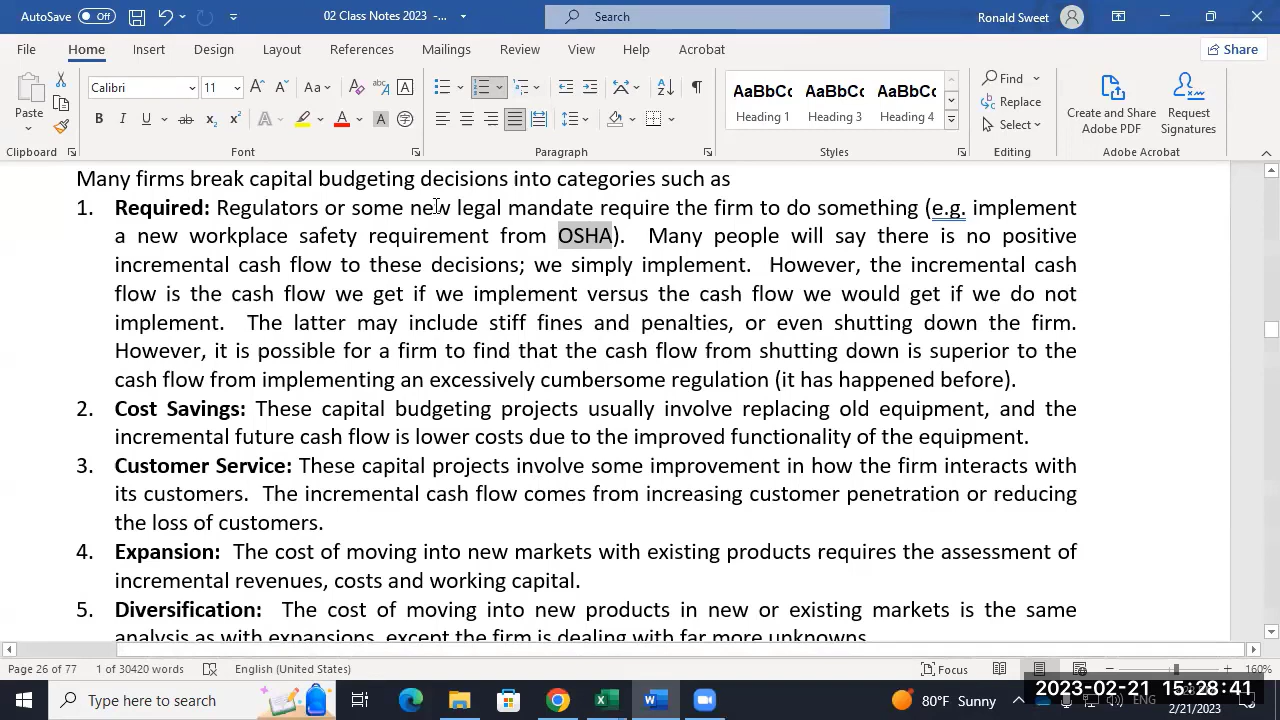 AutoSave Off 02 Class Notes 2023 -... Search Ronald Sweet
File Home Insert Design Layout References Mailings Review View Help Acrobat Share
Paste Calibri 11 Aa AaBbCc AaBbCc AaBbCc Find Replace Select Create and Share Adobe PDF Request Signatures
Heading 1 Heading 3 Heading 4
Clipboard Font Paragraph Styles Editing Adobe Acrobat
Many firms break capital budgeting decisions into categories such as
1. Required: Regulators or some new legal mandate require the firm to do something (e.g. implement
a new workplace safety requirement from OSHA). Many people will say there is no positive
incremental cash flow to these decisions; we simply implement. However, the incremental cash
flow is the cash flow we get if we implement versus the cash flow we would get if we do not
implement. The latter may include stiff fines and penalties, or even shutting down the firm.
However, it is possible for a firm to find that the cash flow from shutting down is superior to the
cash flow from implementing an excessively cumbersome regulation (it has happened before).
2. Cost Savings: These capital budgeting projects usually involve replacing old equipment, and the
incremental future cash flow is lower costs due to the improved functionality of the equipment.
3. Customer Service: These capital projects involve some improvement in how the firm interacts with
its customers. The incremental cash flow comes from increasing customer penetration or reducing
the loss of customers.
4. Expansion: The cost of moving into new markets with existing products requires the assessment of
incremental revenues, costs and working capital.
5. Diversification: The cost of moving into new products in new or existing markets is the same
analysis as with expansions, except the firm is dealing with far more unknowns.
Page 26 of 77 1 of 30420 words English (United States) Focus 160%
Type here to search 80°F Sunny ENG 2023-02-21 15:28:41
2/21/2023